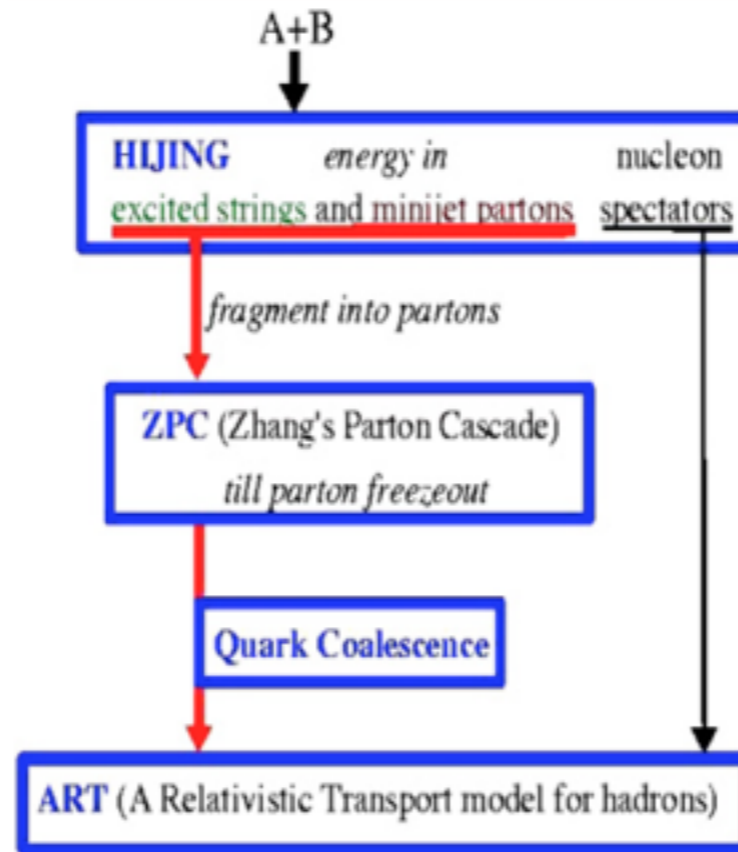 A+B
HIJING energy in nucleon
excited strings and minijet partons spectators
fragment into partons
ZPC (Zhang's Parton Cascade)
till parton freezeout
Quark Coalescence
ART (A Relativistic Transport model for hadrons)